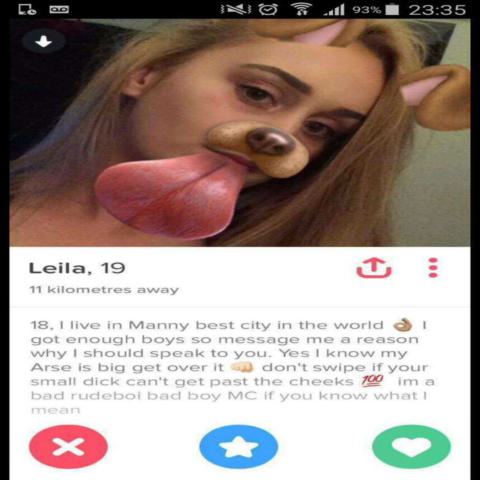 93% 23:35
Leila, 19
11 kilometres away
18, I live in Manny best city in the world 👌🏽 I
got enough boys so message me a reason
why I should speak to you. Yes I know my
Arse is big get over it 👊🏼 don't swipe if your
small dick can't get past the cheeks 💯 im a
bad rudeboi bad boy MC if you know what I
mean